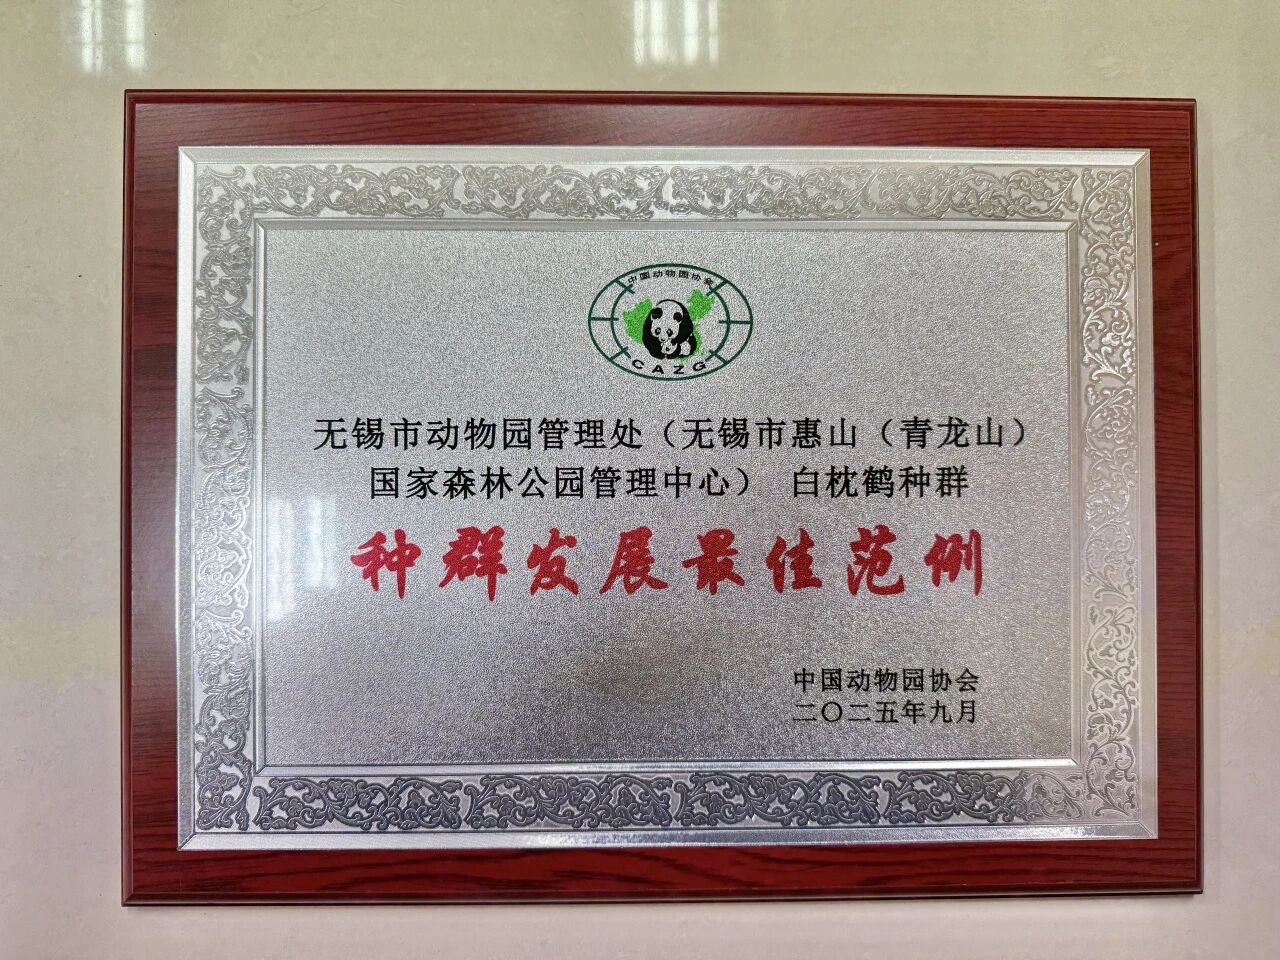 中国动物园协会
CAZG
无锡市动物园管理处（无锡市惠山（青龙山）
国家森林公园管理中心） 白枕鹤种群
种群发展最佳范例
中国动物园协会
二〇二五年九月